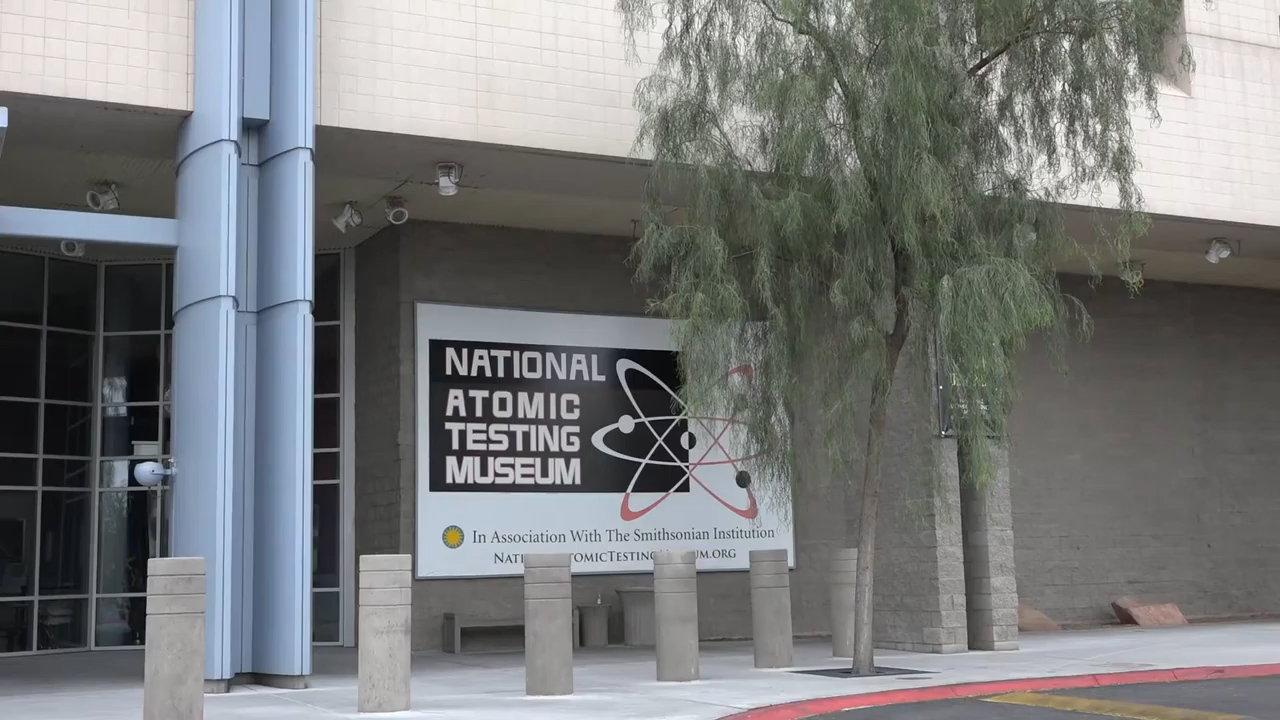 NATIONAL
ATOMIC
TESTING
MUSEUM
In Association With The Smithsonian Institution